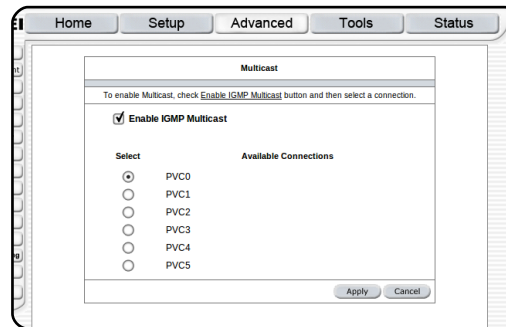 EI Home Setup Advanced Tools Status
Multicast
To enable Multicast, check Enable IGMP Multicast button and then select a connection.
Enable IGMP Multicast
Select Available Connections
PVC0
PVC1
PVC2
PVC3
PVC4
PVC5
Apply Cancel